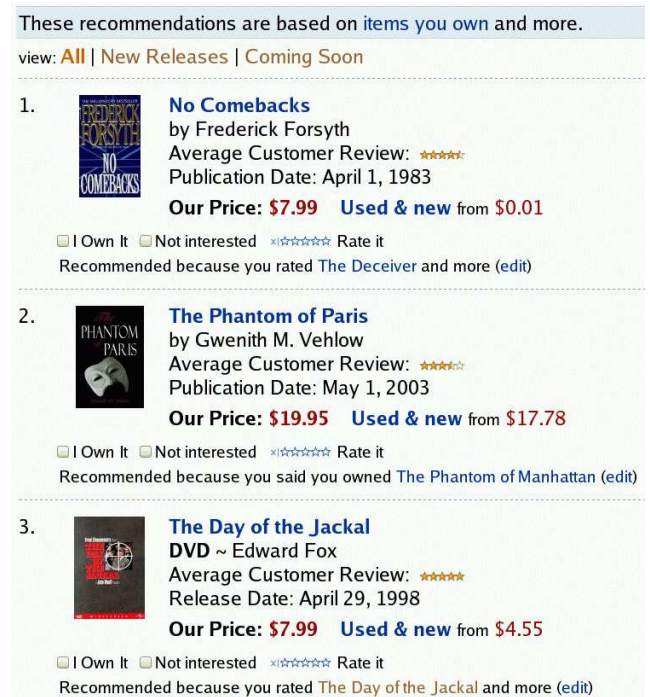 These recommendations are based on items you own and more.
view: All | New Releases | Coming Soon
1.
FREDERICK
FORSYTH
NO
COMEBACKS
No Comebacks
by Frederick Forsyth
Average Customer Review:
Publication Date: April 1, 1983
Our Price: $7.99 Used & new from $0.01
I Own It Not interested x| Rate it
Recommended because you rated The Deceiver and more (edit)
2.
The
PHANTOM
of
PARIS
The Phantom of Paris
by Gwenith M. Vehlow
Average Customer Review:
Publication Date: May 1, 2003
Our Price: $19.95 Used & new from $17.78
I Own It Not interested x| Rate it
Recommended because you said you owned The Phantom of Manhattan (edit)
3.
The Day of the Jackal
DVD ~ Edward Fox
Average Customer Review:
Release Date: April 29, 1998
Our Price: $7.99 Used & new from $4.55
I Own It Not interested x| Rate it
Recommended because you rated The Day of the Jackal and more (edit)